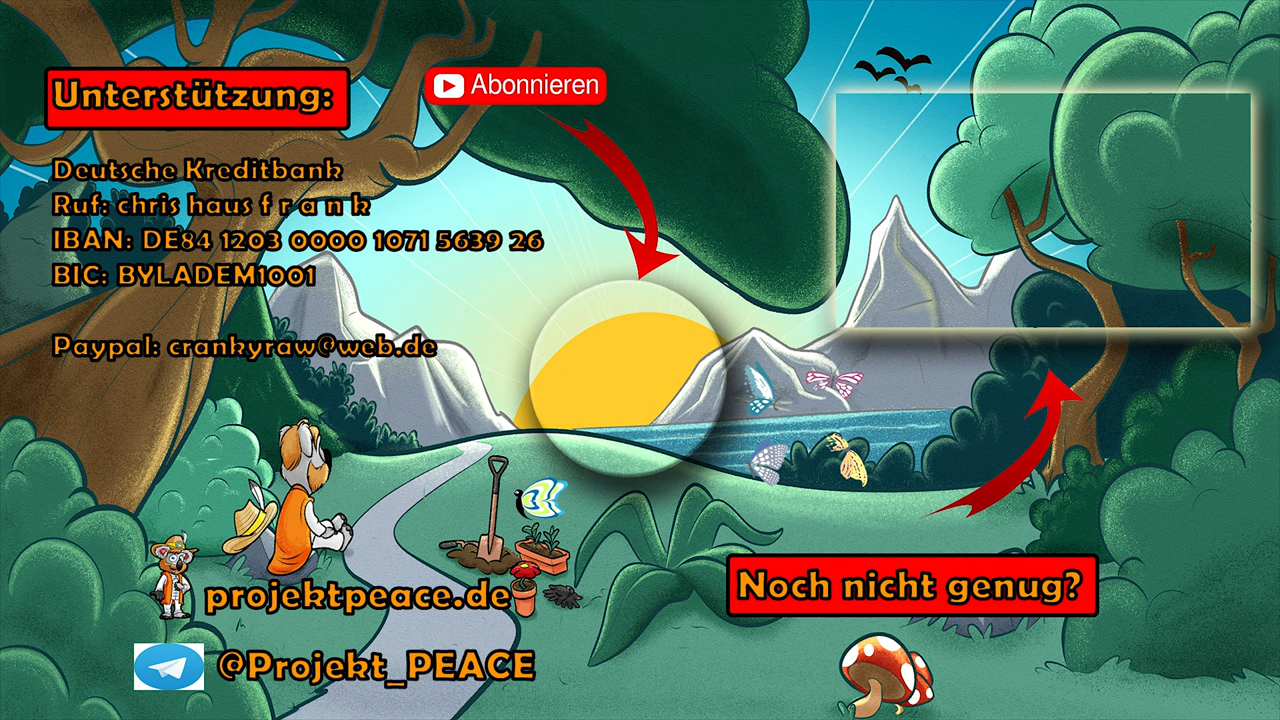 Unterstützung:
Abonnieren
Deutsche Kreditbank
Ruf: chris haus f r a n k
IBAN: DE84 1203 0000 1071 5639 26
BIC: BYLADEM1001
Paypal: crankyraw@web.de
projektpeace.de
Noch nicht genug?
@Projekt_PEACE